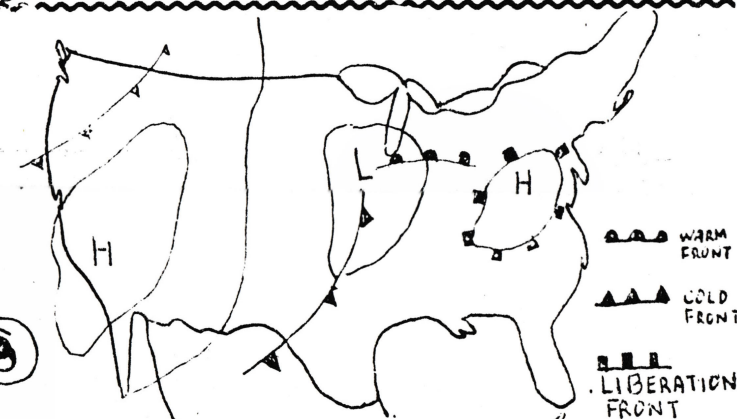 L
H
H
WARM
FRONT
COLD
FRONT
LIBERATION
FRONT